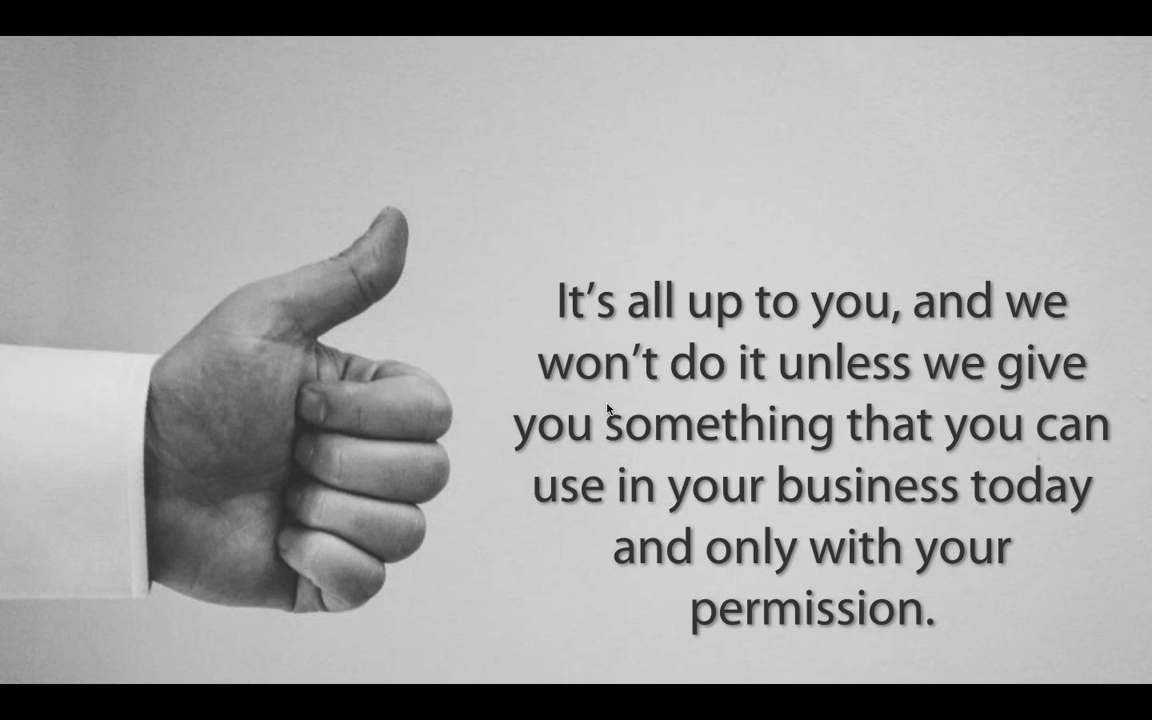 It’s all up to you, and we
won’t do it unless we give
you something that you can
use in your business today
and only with your
permission.